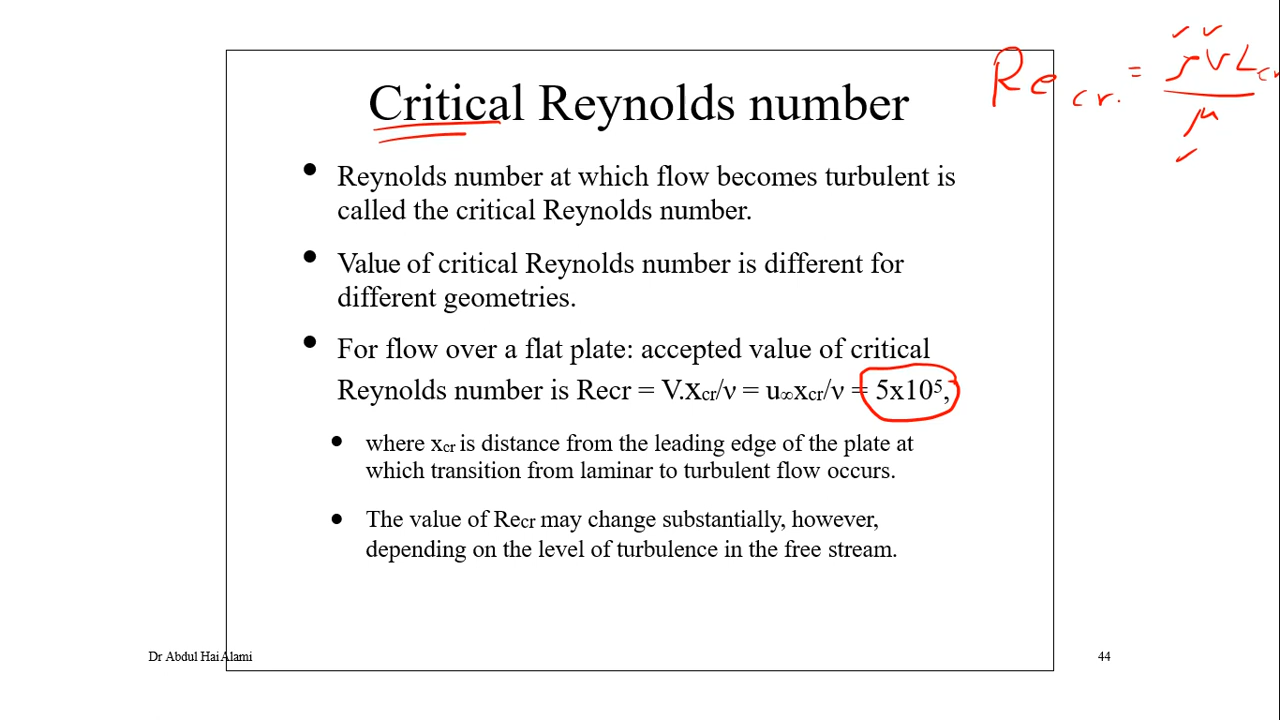 Critical Reynolds number
Re cr. = ρVLcr
μ
• Reynolds number at which flow becomes turbulent is
called the critical Reynolds number.
• Value of critical Reynolds number is different for
different geometries.
• For flow over a flat plate: accepted value of critical
Reynolds number is Recr = V.xcr/ν = u∞xcr/ν = 5x10⁵,
• where xcr is distance from the leading edge of the plate at
which transition from laminar to turbulent flow occurs.
• The value of Recr may change substantially, however,
depending on the level of turbulence in the free stream.
Dr Abdul Hai Alami
44